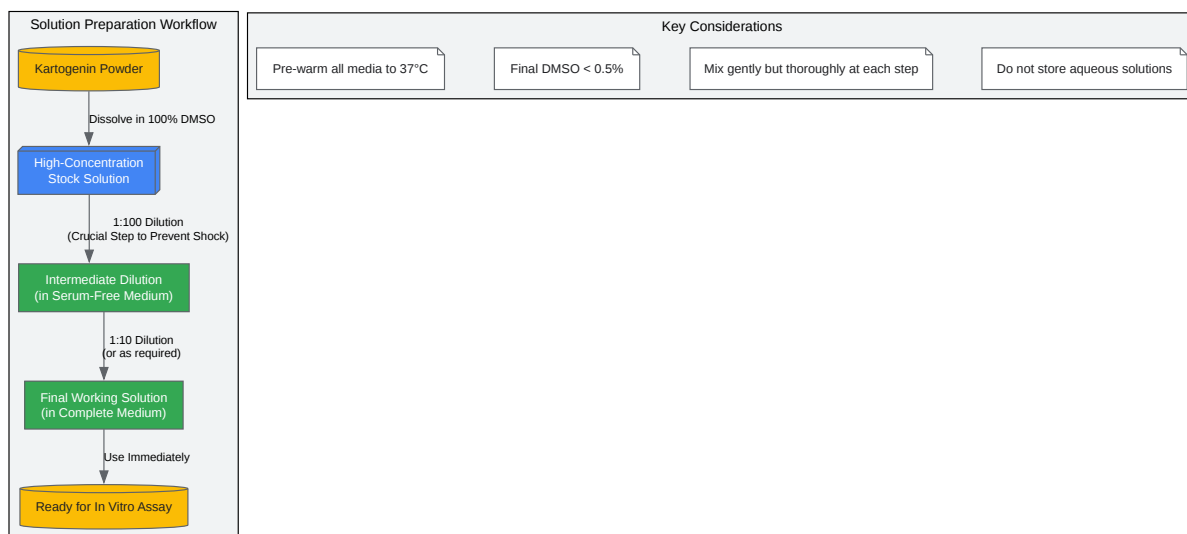 Solution Preparation Workflow
Kartogenin Powder
Dissolve in 100% DMSO
High-Concentration
Stock Solution
1:100 Dilution
(Crucial Step to Prevent Shock)
Intermediate Dilution
(in Serum-Free Medium)
1:10 Dilution
(or as required)
Final Working Solution
(in Complete Medium)
Use Immediately
Ready for In Vitro Assay
Key Considerations
Pre-warm all media to 37°C
Final DMSO < 0.5%
Mix gently but thoroughly at each step
Do not store aqueous solutions